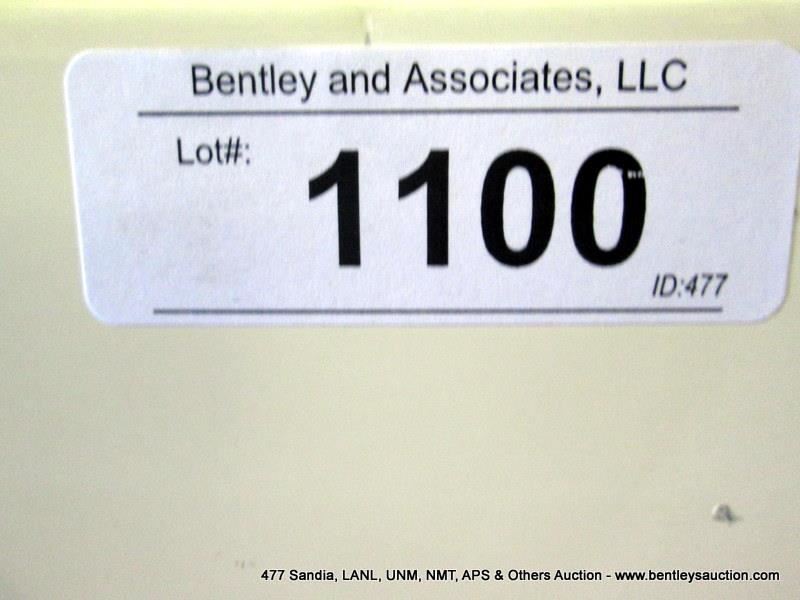 Bentley and Associates, LLC
Lot#:
1100
ID:477
477 Sandia, LANL, UNM, NMT, APS & Others Auction - www.bentleysauction.com